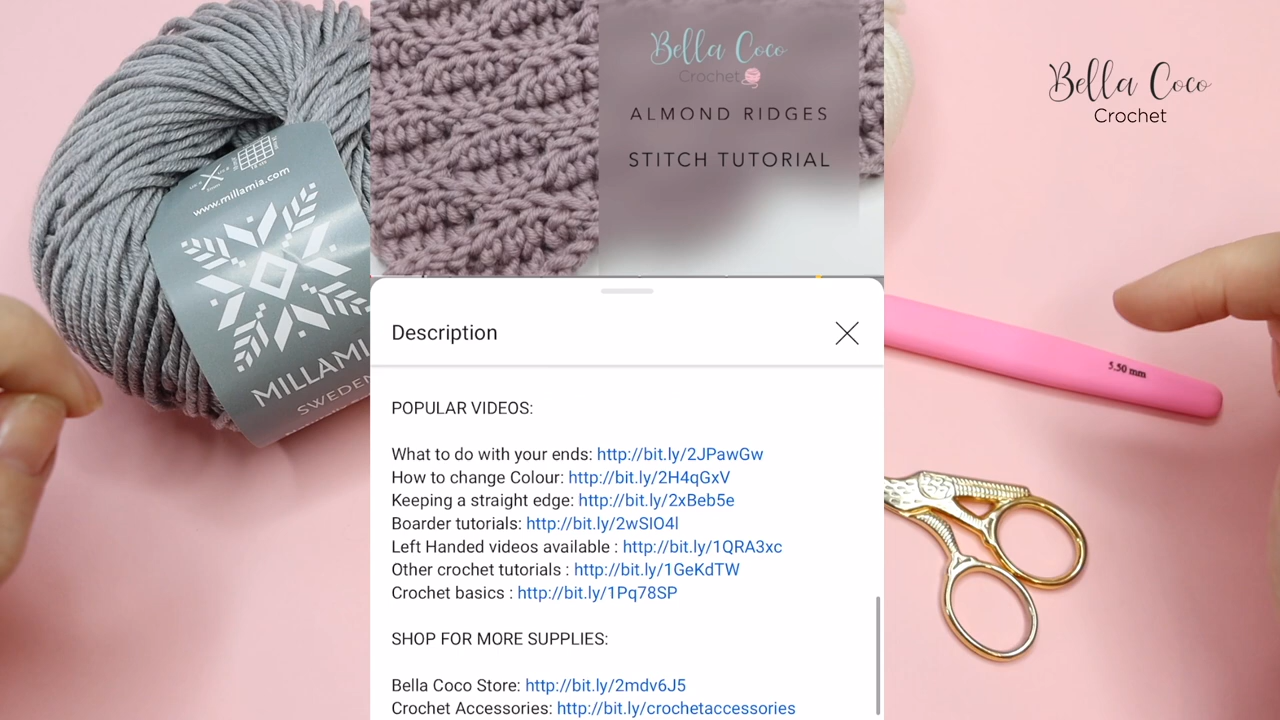 www.millamia.com
MILLAMIA
SWEDEN
Bella Coco
Crochet
ALMOND RIDGES
STITCH TUTORIAL
Description
POPULAR VIDEOS:
What to do with your ends: http://bit.ly/2JPawGw
How to change Colour: http://bit.ly/2H4qGxV
Keeping a straight edge: http://bit.ly/2xBeb5e
Boarder tutorials: http://bit.ly/2wSIO4l
Left Handed videos available : http://bit.ly/1QRA3xc
Other crochet tutorials : http://bit.ly/1GeKdTW
Crochet basics : http://bit.ly/1Pq78SP
SHOP FOR MORE SUPPLIES:
Bella Coco Store: http://bit.ly/2mdv6J5
Crochet Accessories: http://bit.ly/crochetaccessories
Bella Coco
Crochet
5.50 mm